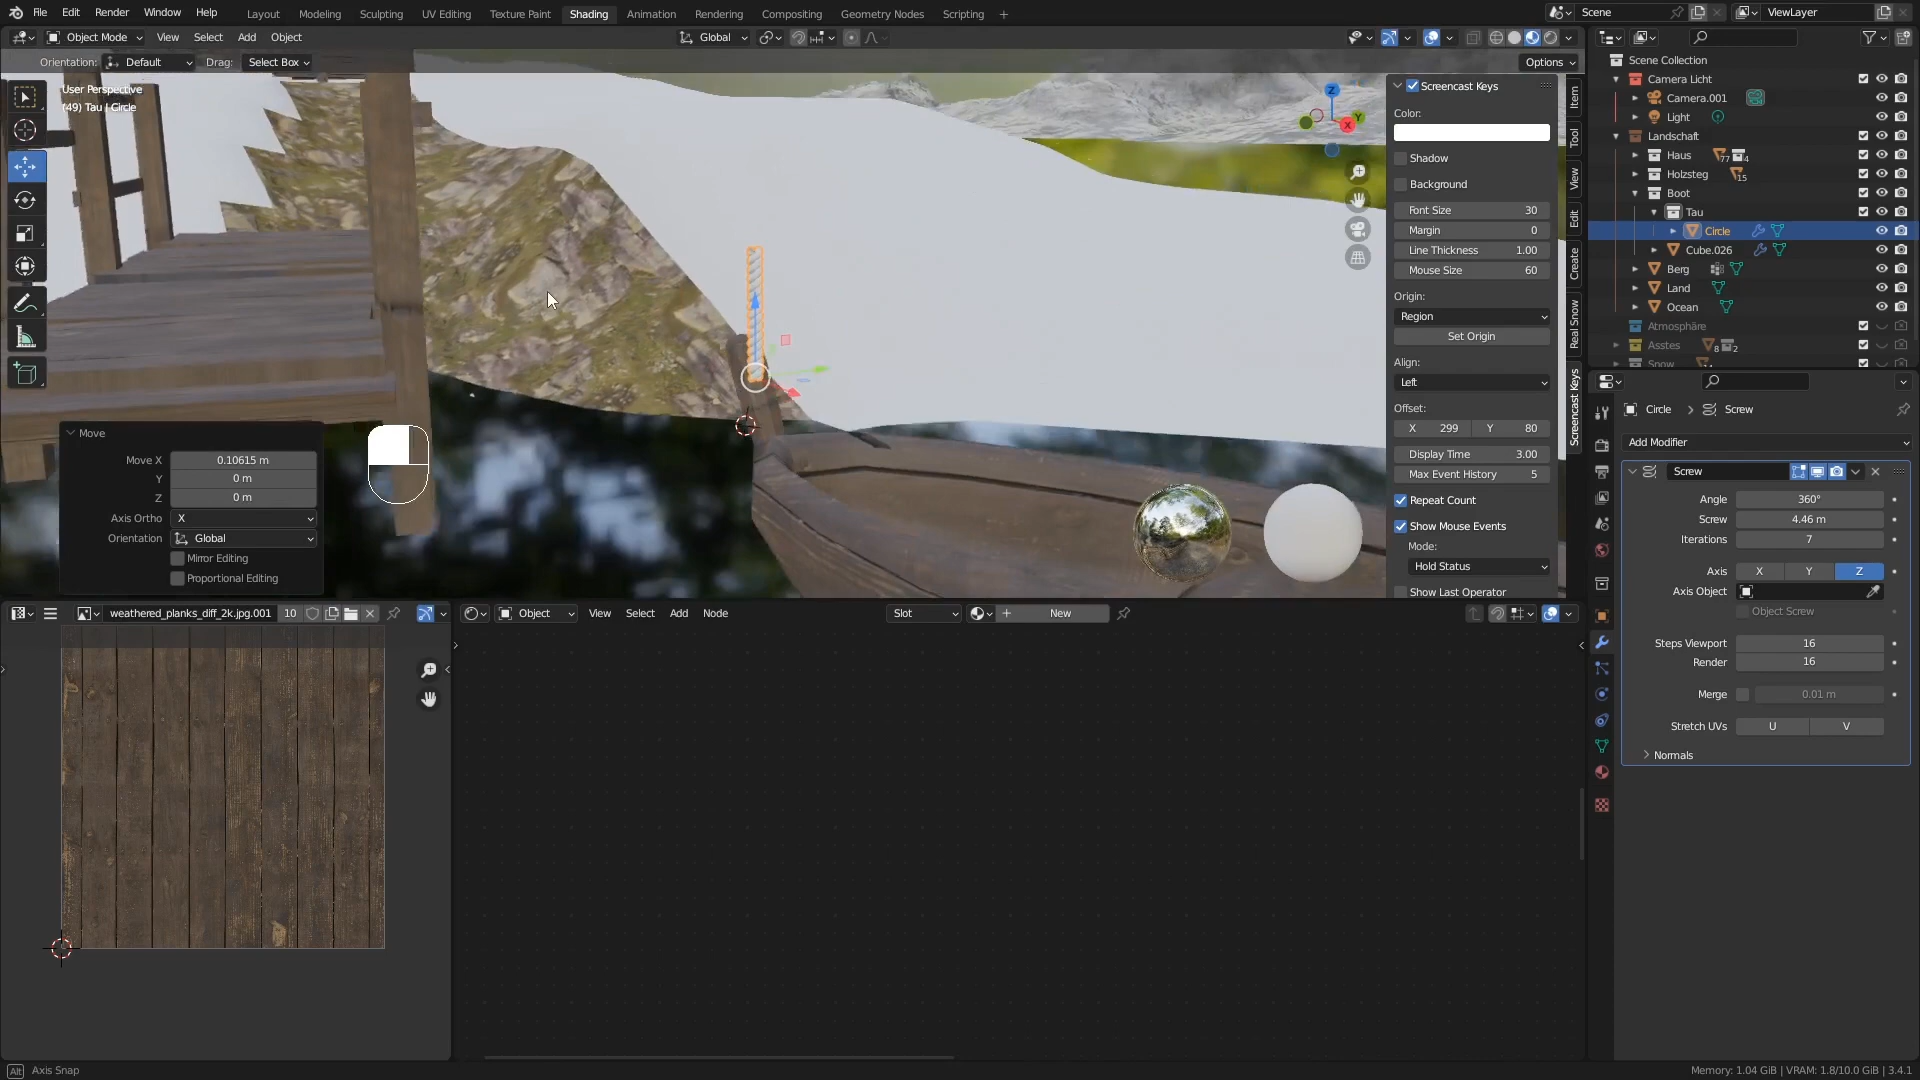 File Edit Render Window Help Layout Modeling Sculpting UV Editing Texture Paint Shading Animation Rendering Compositing Geometry Nodes Scripting + Scene ViewLayer
Object Mode View Select Add Object Global
Orientation: Default Drag: Select Box Options
User Perspective
(49) Tau | Circle
Z
Y
X
Move
Move X 0.10615 m
Y 0 m
Z 0 m
Axis Ortho X
Orientation Global
Mirror Editing
Proportional Editing
Screencast Keys
Color:
Shadow
Background
Font Size 30
Margin 0
Line Thickness 1.00
Mouse Size 60
Origin:
Region
Set Origin
Align:
Left
Offset:
X 299 Y 80
Display Time 3.00
Max Event History 5
Repeat Count
Show Mouse Events
Mode:
Hold Status
Show Last Operator
Item
Tool
View
Edit
Create
Real Snow
Screencast Keys
Scene Collection
Camera Licht
Camera.001
Light
Landschaft
Haus 77 4
Holzsteg 15
Boot
Tau
Circle
Cube.026
Berg
Land
Ocean
Atmosphäre
Asstes 8 2
Snow
Circle Screw
Add Modifier
Screw
Angle 360°
Screw 4.46 m
Iterations 7
Axis X Y Z
Axis Object
Object Screw
Steps Viewport 16
Render 16
Merge 0.01 m
Stretch UVs U V
Normals
weathered_planks_diff_2k.jpg.001 10
Object View Select Add Node Slot New
Alt Axis Snap
Memory: 1.04 GiB | VRAM: 1.8/10.0 GiB | 3.4.1